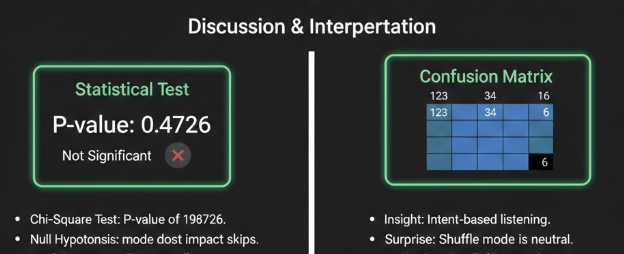 Discussion & Interpertation
Statistical Test
P-value: 0.4726
Not Significant
• Chi-Square Test: P-value of 198726.
• Null Hypotonsis: mode dost impact skips.
Confusion Matrix
123 34 16
123 34 6
6
• Insight: Intent-based listening.
• Surprise: Shuffle mode is neutral.